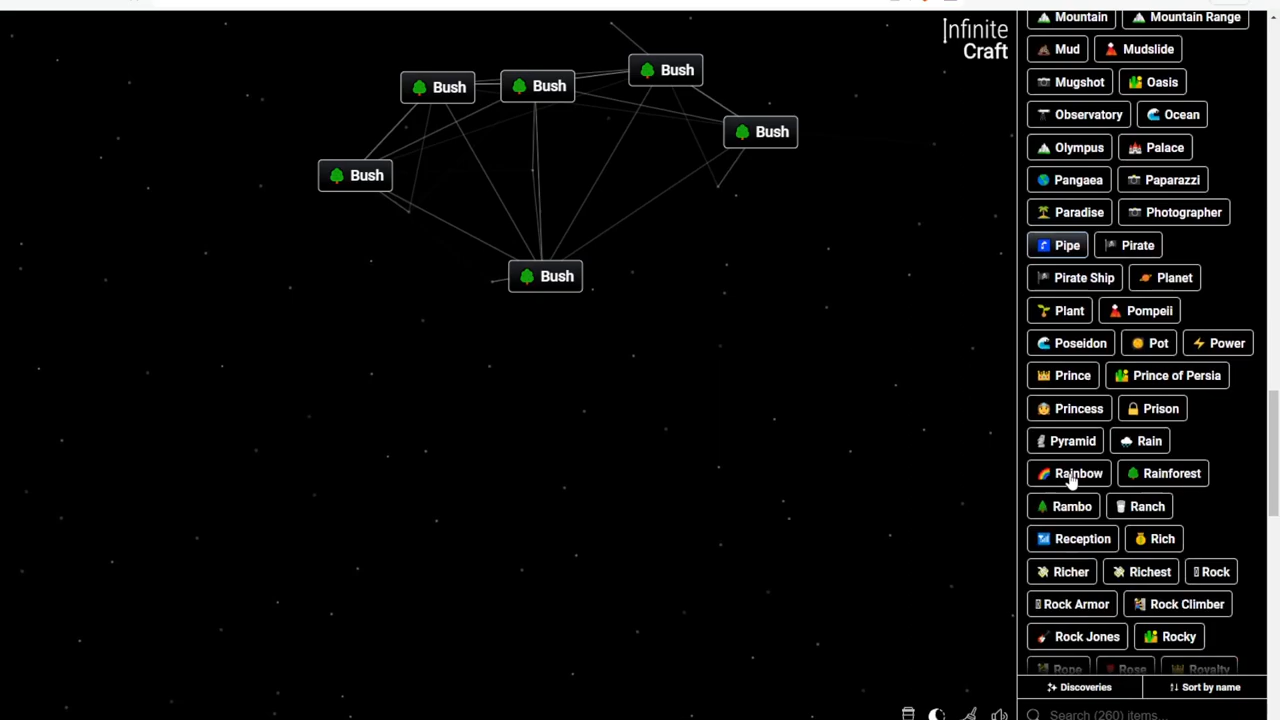 Infinite
Craft
Bush
Bush
Bush
Bush
Bush
Bush
Mountain Mountain Range
Mud Mudslide
Mugshot Oasis
Observatory Ocean
Olympus Palace
Pangaea Paparazzi
Paradise Photographer
Pipe Pirate
Pirate Ship Planet
Plant Pompeii
Poseidon Pot Power
Prince Prince of Persia
Princess Prison
Pyramid Rain
Rainbow Rainforest
Rambo Ranch
Reception Rich
Richer Richest Rock
Rock Armor Rock Climber
Rock Jones Rocky
Rope Rose Royalty
Discoveries Sort by name
Search (260) items...